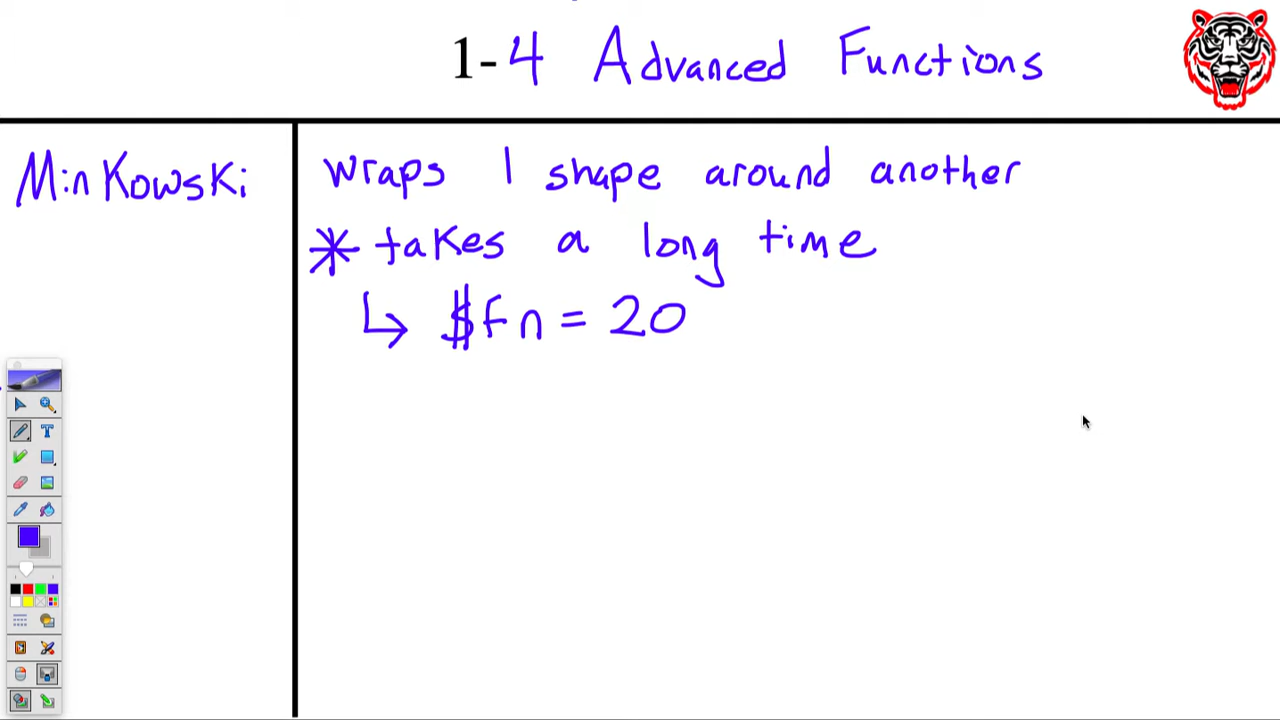 1-4 Advanced Functions
Minkowski
wraps 1 shape around another
* takes a long time
↳ $fn = 20